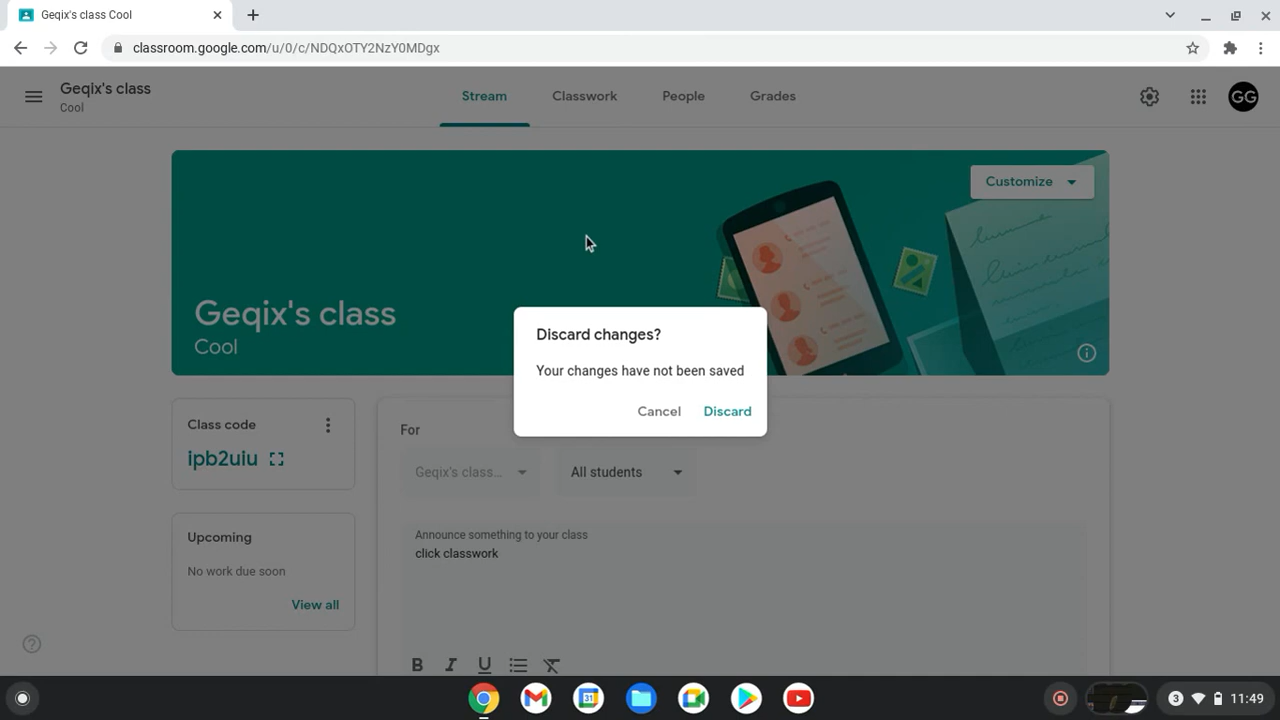 Geqix's class Cool
classroom.google.com/u/0/c/NDQxOTY2NzY0MDgx
Geqix's class
Cool
Stream
Classwork
People
Grades
GG
Customize
Geqix's class
Cool
Discard changes?
Your changes have not been saved
Cancel
Discard
Class code
ipb2uiu
For
Geqix's class...
All students
Upcoming
No work due soon
View all
Announce something to your class
click classwork
B I U
31
3
11:49